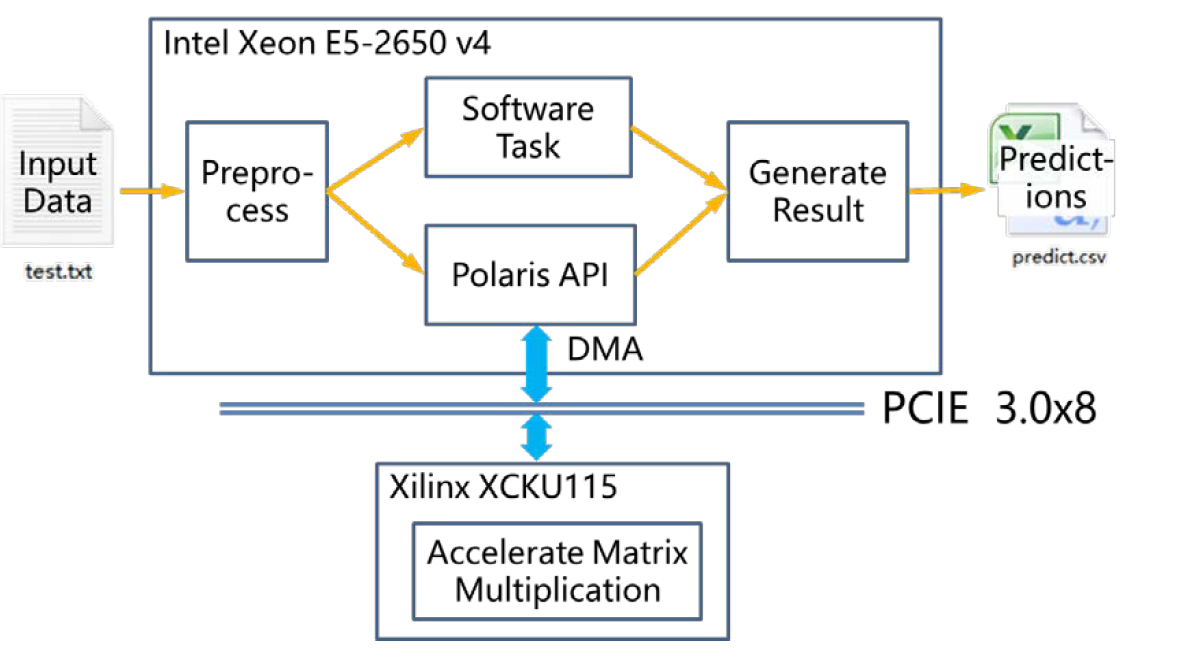 Intel Xeon E5-2650 v4
Input
Data
test.txt
Prepro-
cess
Software
Task
Polaris API
Generate
Result
Predict-
ions
predict.csv
DMA
PCIE 3.0x8
Xilinx XCKU115
Accelerate Matrix
Multiplication